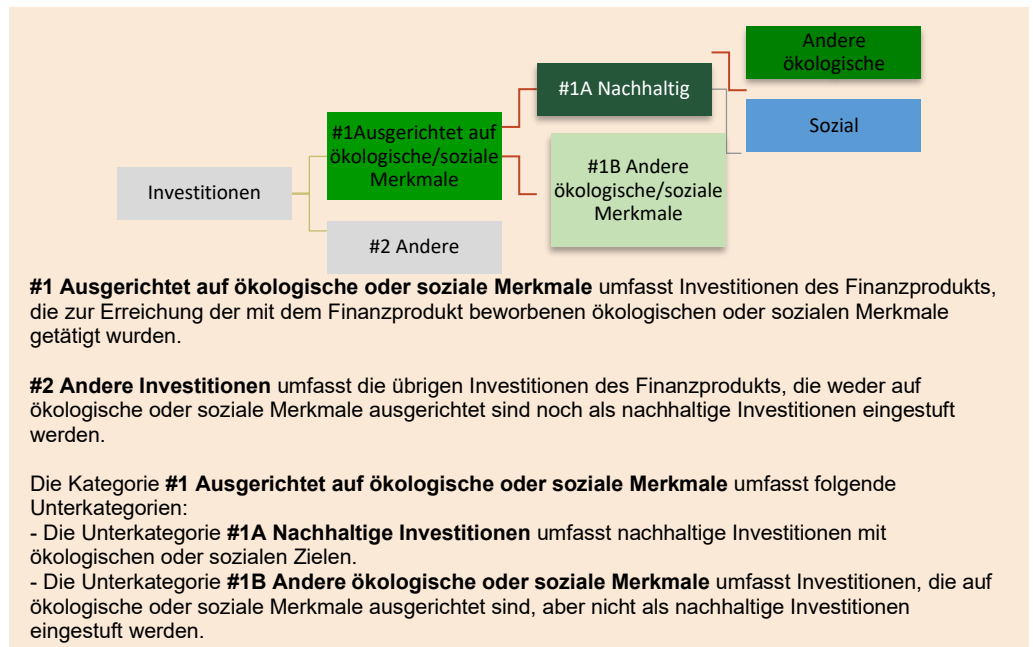 Andere
ökologische
#1A Nachhaltig
Sozial
#1Ausgerichtet auf
ökologische/soziale
Merkmale
#1B Andere
ökologische/soziale
Merkmale
Investitionen
#2 Andere
#1 Ausgerichtet auf ökologische oder soziale Merkmale umfasst Investitionen des Finanzprodukts,
die zur Erreichung der mit dem Finanzprodukt beworbenen ökologischen oder sozialen Merkmale
getätigt wurden.
#2 Andere Investitionen umfasst die übrigen Investitionen des Finanzprodukts, die weder auf
ökologische oder soziale Merkmale ausgerichtet sind noch als nachhaltige Investitionen eingestuft
werden.
Die Kategorie #1 Ausgerichtet auf ökologische oder soziale Merkmale umfasst folgende
Unterkategorien:
- Die Unterkategorie #1A Nachhaltige Investitionen umfasst nachhaltige Investitionen mit
ökologischen oder sozialen Zielen.
- Die Unterkategorie #1B Andere ökologische oder soziale Merkmale umfasst Investitionen, die auf
ökologische oder soziale Merkmale ausgerichtet sind, aber nicht als nachhaltige Investitionen
eingestuft werden.